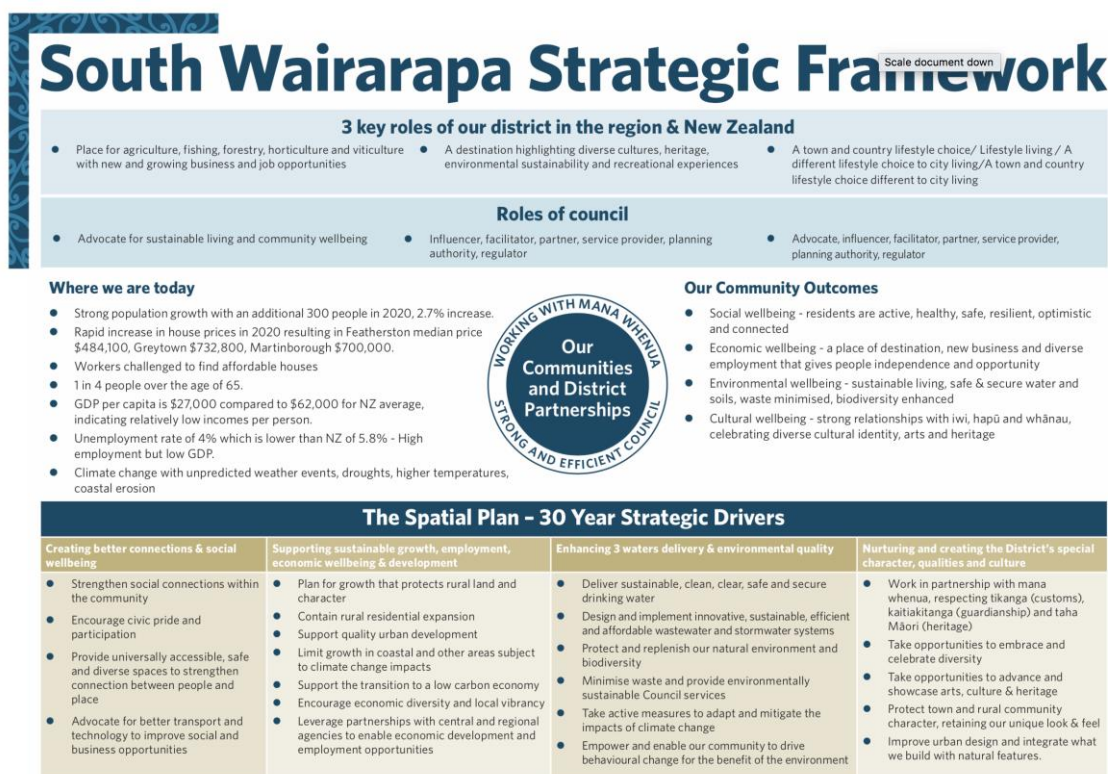 South Wairarapa Strategic Framework
Scale document down
3 key roles of our district in the region & New Zealand
Place for agriculture, fishing, forestry, horticulture and viticulture
with new and growing business and job opportunities
A destination highlighting diverse cultures, heritage,
environmental sustainability and recreational experiences
A town and country lifestyle choice/ Lifestyle living / A
different lifestyle choice to city living/A town and country
lifestyle choice different to city living
Roles of council
Advocate for sustainable living and community wellbeing
Influencer, facilitator, partner, service provider, planning
authority, regulator
Advocate, influencer, facilitator, partner, service provider,
planning authority, regulator
Where we are today
Strong population growth with an additional 300 people in 2020, 2.7% increase.
Rapid increase in house prices in 2020 resulting in Featherston median price
$484,100, Greytown $732,800, Martinborough $700,000.
Workers challenged to find affordable houses
1 in 4 people over the age of 65.
GDP per capita is $27,000 compared to $62,000 for NZ average,
indicating relatively low incomes per person.
Unemployment rate of 4% which is lower than NZ of 5.8% - High
employment but low GDP.
Climate change with unpredicted weather events, droughts, higher temperatures,
coastal erosion
WORKING WITH MANA WHENUA
Our
Communities
and District
Partnerships
STRONG AND EFFICIENT COUNCIL
Our Community Outcomes
Social wellbeing - residents are active, healthy, safe, resilient, optimistic
and connected
Economic wellbeing - a place of destination, new business and diverse
employment that gives people independence and opportunity
Environmental wellbeing - sustainable living, safe & secure water and
soils, waste minimised, biodiversity enhanced
Cultural wellbeing - strong relationships with iwi, hapū and whānau,
celebrating diverse cultural identity, arts and heritage
The Spatial Plan – 30 Year Strategic Drivers
Creating better connections & social
wellbeing
Strengthen social connections within
the community
Encourage civic pride and
participation
Provide universally accessible, safe
and diverse spaces to strengthen
connection between people and
place
Advocate for better transport and
technology to improve social and
business opportunities
Supporting sustainable growth, employment,
economic wellbeing & development
Plan for growth that protects rural land and
character
Contain rural residential expansion
Support quality urban development
Limit growth in coastal and other areas subject
to climate change impacts
Support the transition to a low carbon economy
Encourage economic diversity and local vibrancy
Leverage partnerships with central and regional
agencies to enable economic development and
employment opportunities
Enhancing 3 waters delivery & environmental quality
Deliver sustainable, clean, clear, safe and secure
drinking water
Design and implement innovative, sustainable, efficient
and affordable wastewater and stormwater systems
Protect and replenish our natural environment and
biodiversity
Minimise waste and provide environmentally
sustainable Council services
Take active measures to adapt and mitigate the
impacts of climate change
Empower and enable our community to drive
behavioural change for the benefit of the environment
Nurturing and creating the District's special
character, qualities and culture
Work in partnership with mana
whenua, respecting tikanga (customs),
kaitiakitanga (guardianship) and taha
Māori (heritage)
Take opportunities to embrace and
celebrate diversity
Take opportunities to advance and
showcase arts, culture & heritage
Protect town and rural community
character, retaining our unique look & feel
Improve urban design and integrate what
we build with natural features.